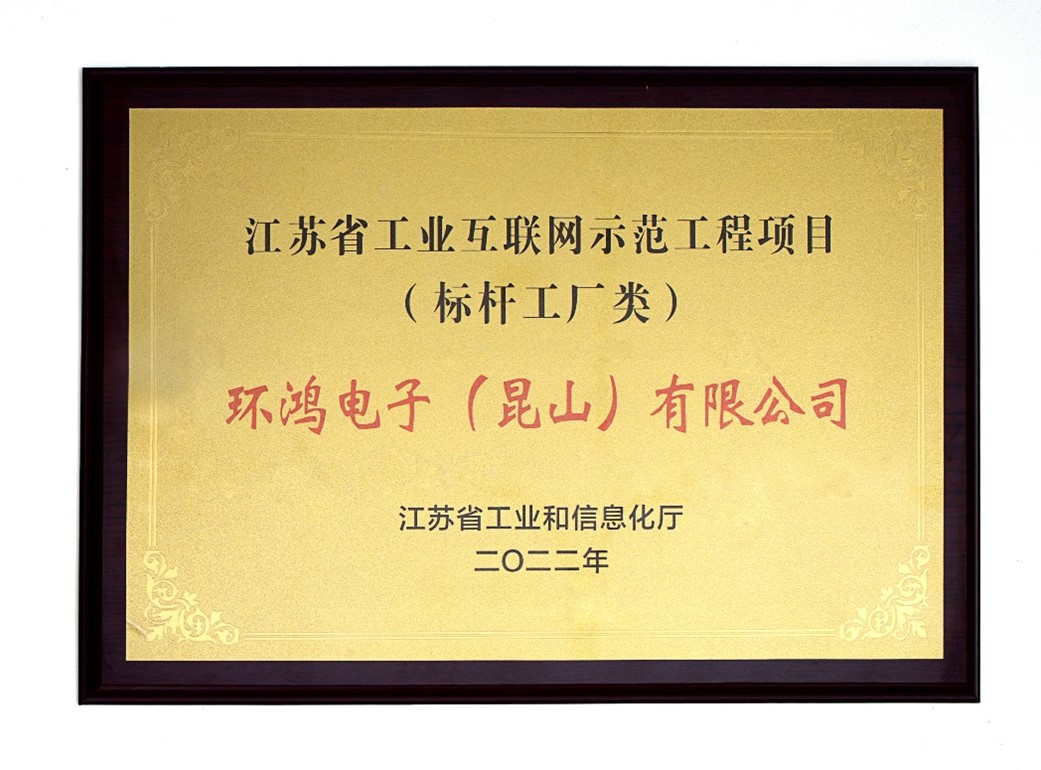 江苏省工业互联网示范工程项目
（标杆工厂类）
环鸿电子（昆山）有限公司
江苏省工业和信息化厅
二〇二二年